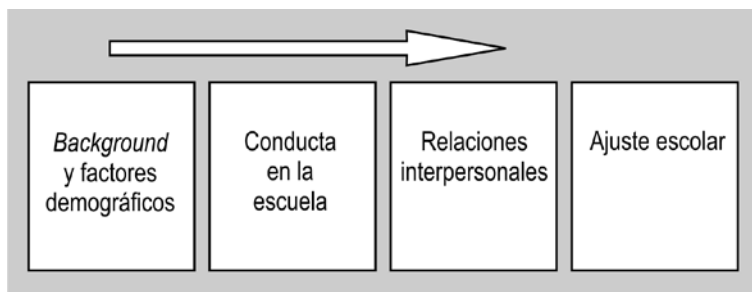 Background
y factores
demográficos
Conducta
en la
escuela
Relaciones
interpersonales
Ajuste escolar